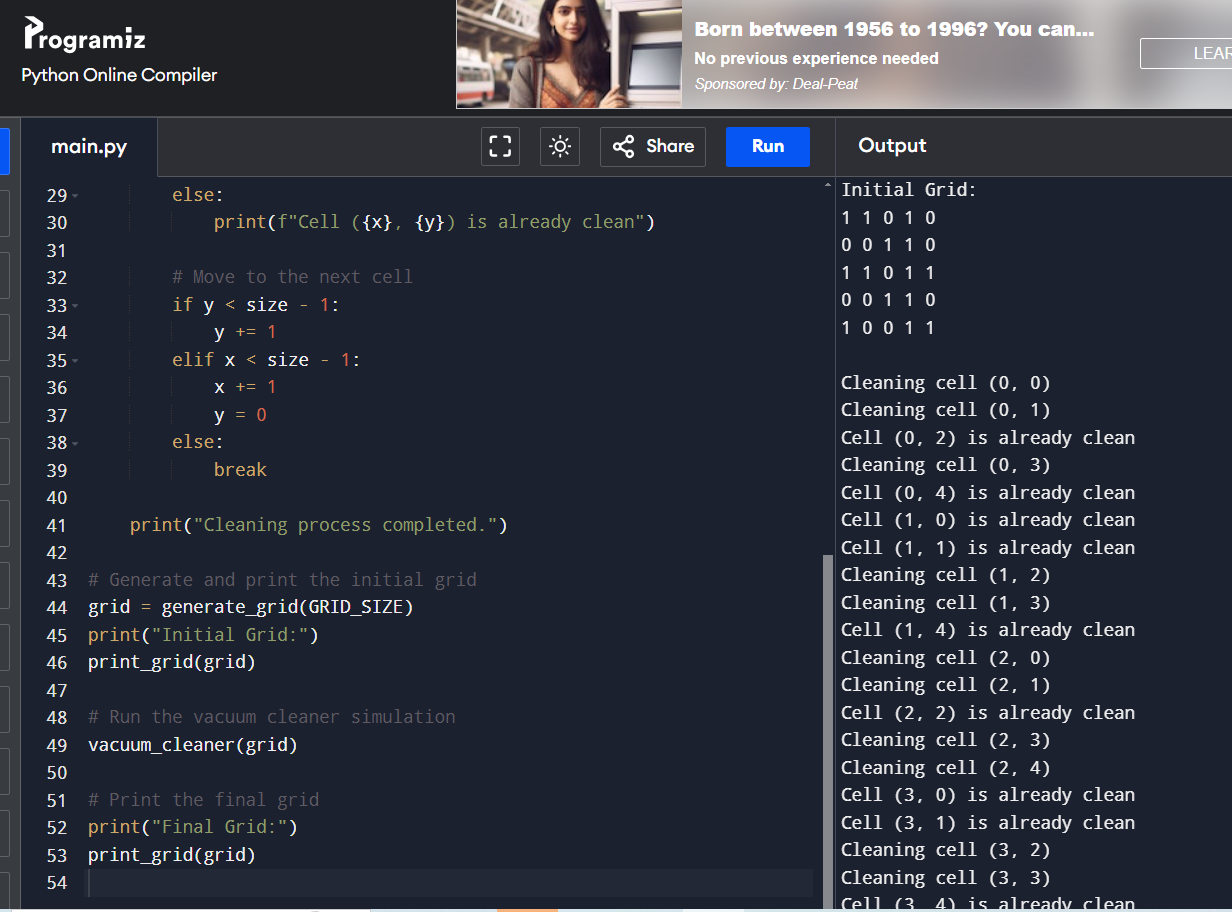 Programiz
Python Online Compiler
Born between 1956 to 1996? You can...
No previous experience needed
Sponsored by: Deal-Peat
LEAR
main.py
Share
Run
Output
29 else:
30 print(f"Cell ({x}, {y}) is already clean")
31
32 # Move to the next cell
33 if y < size - 1:
34 y += 1
35 elif x < size - 1:
36 x += 1
37 y = 0
38 else:
39 break
40
41 print("Cleaning process completed.")
42
43 # Generate and print the initial grid
44 grid = generate_grid(GRID_SIZE)
45 print("Initial Grid:")
46 print_grid(grid)
47
48 # Run the vacuum cleaner simulation
49 vacuum_cleaner(grid)
50
51 # Print the final grid
52 print("Final Grid:")
53 print_grid(grid)
54
Initial Grid:
1 1 0 1 0
0 0 1 1 0
1 1 0 1 1
0 0 1 1 0
1 0 0 1 1
Cleaning cell (0, 0)
Cleaning cell (0, 1)
Cell (0, 2) is already clean
Cleaning cell (0, 3)
Cell (0, 4) is already clean
Cell (1, 0) is already clean
Cell (1, 1) is already clean
Cleaning cell (1, 2)
Cleaning cell (1, 3)
Cell (1, 4) is already clean
Cleaning cell (2, 0)
Cleaning cell (2, 1)
Cell (2, 2) is already clean
Cleaning cell (2, 3)
Cleaning cell (2, 4)
Cell (3, 0) is already clean
Cell (3, 1) is already clean
Cleaning cell (3, 2)
Cleaning cell (3, 3)
Cell (3, 4) is already clean